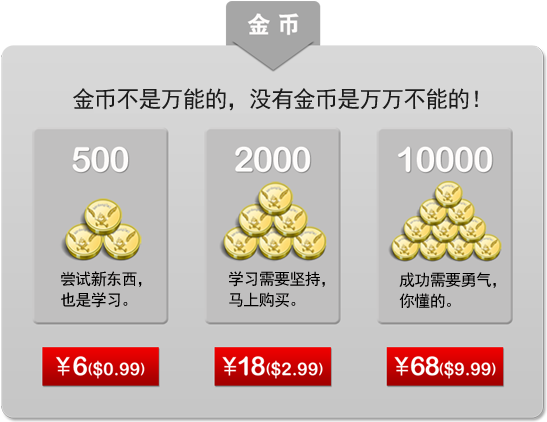 金币
金币不是万能的，没有金币是万万不能的！
500
尝试新东西，
也是学习。
¥6($0.99)
2000
学习需要坚持，
马上购买。
¥18($2.99)
10000
成功需要勇气，
你懂的。
¥68($9.99)